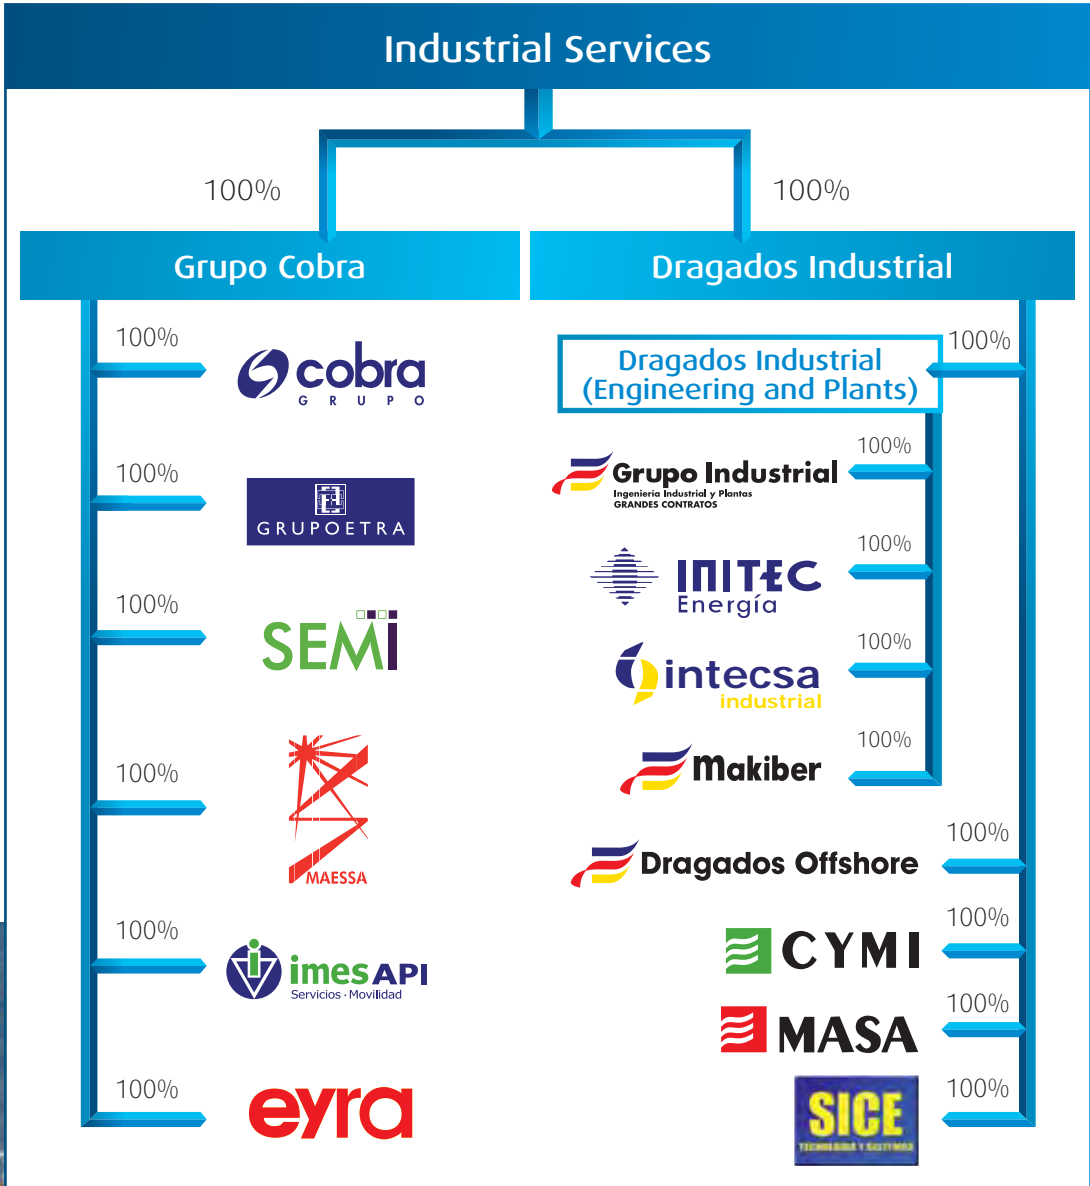 Industrial Services
100%
100%
Grupo Cobra
Dragados Industrial
100%
cobra
GRUPO
100%
GRUPOETRA
100%
SEMI
100%
MAESSA
100%
imesAPI
Servicios · Movilidad
100%
eyra
100%
Dragados Industrial
(Engineering and Plants)
100%
Grupo Industrial
Ingeniería Industrial y Plantas
GRANDES CONTRATOS
100%
INITEC
Energía
100%
intecsa
industrial
100%
Makiber
100%
Dragados Offshore
100%
CYMI
100%
MASA
100%
SICE
TECNOLOGIA Y SISTEMAS